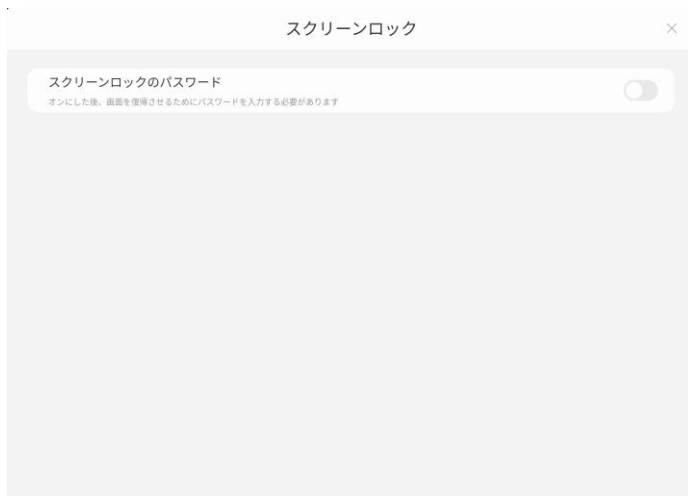 スクリーンロック
スクリーンロックのパスワード
オンにした後、画面を復帰させるためにパスワードを入力する必要があります